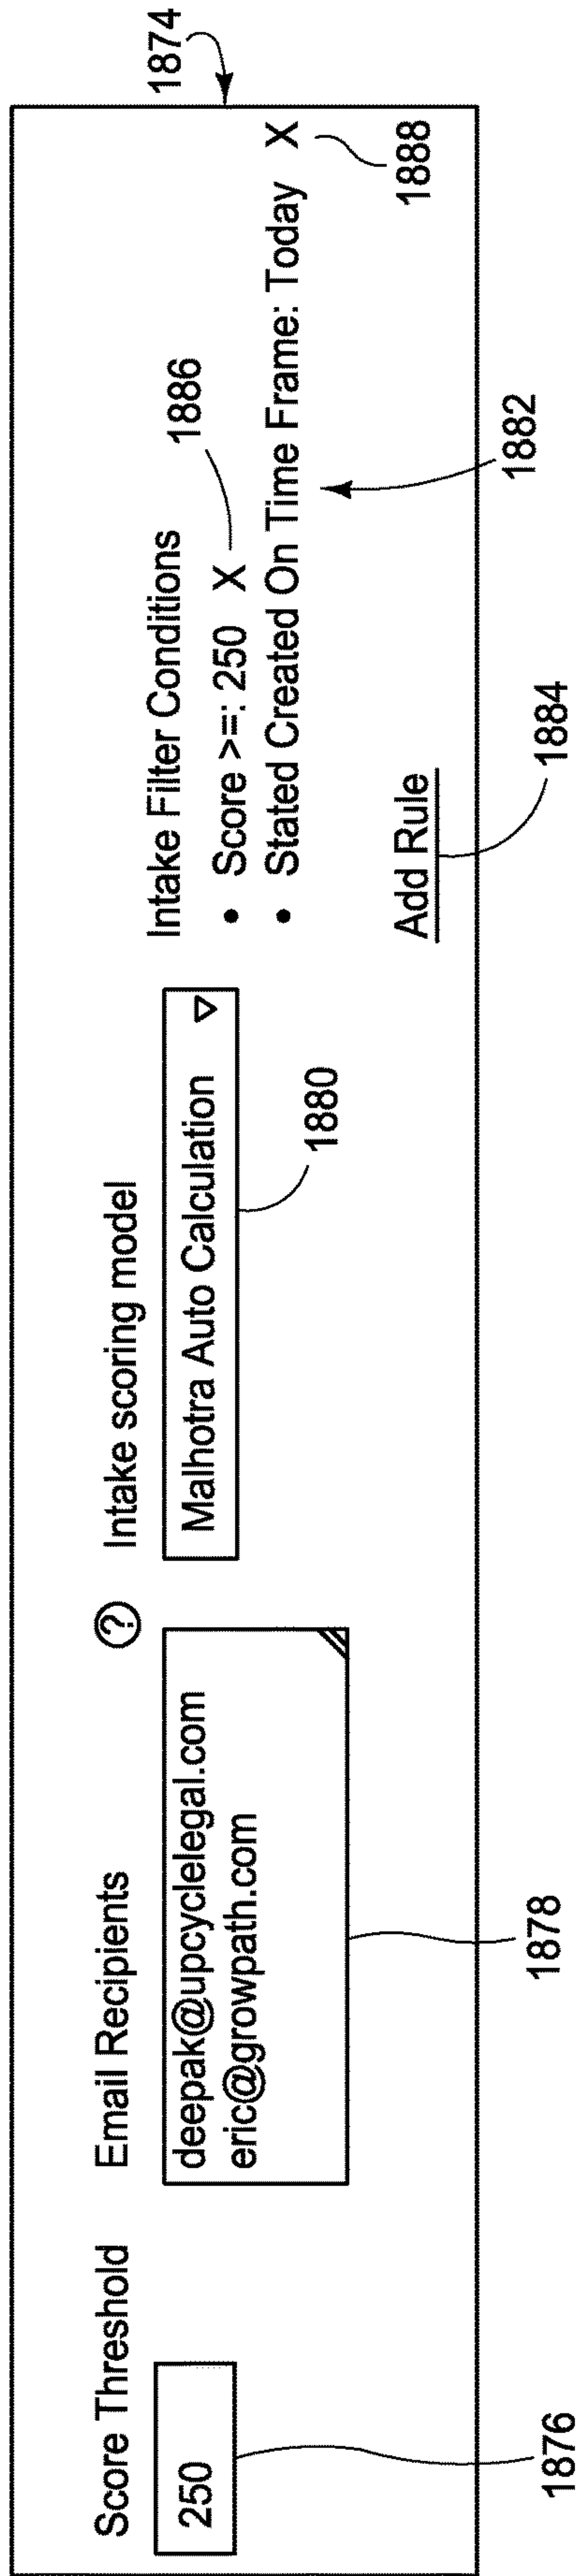 1874
Score Threshold
250
1876
Email Recipients
?
deepak@upcyclelegal.com
eric@growpath.com
1878
Intake scoring model
Malhotra Auto Calculation
1880
Intake Filter Conditions
• Score >=: 250 X
1886
• Stated Created On Time Frame: Today X
1888
1882
Add Rule
1884